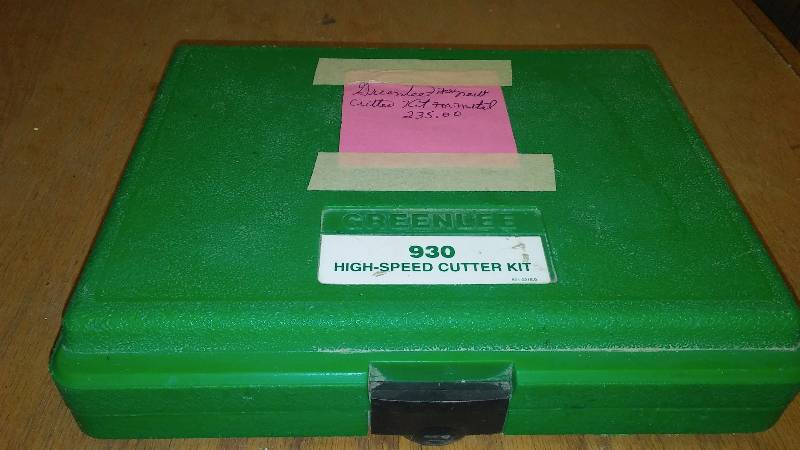 Greenlee
Cutter Kit for metal
235.00
GREENLEE
930
HIGH-SPEED CUTTER KIT